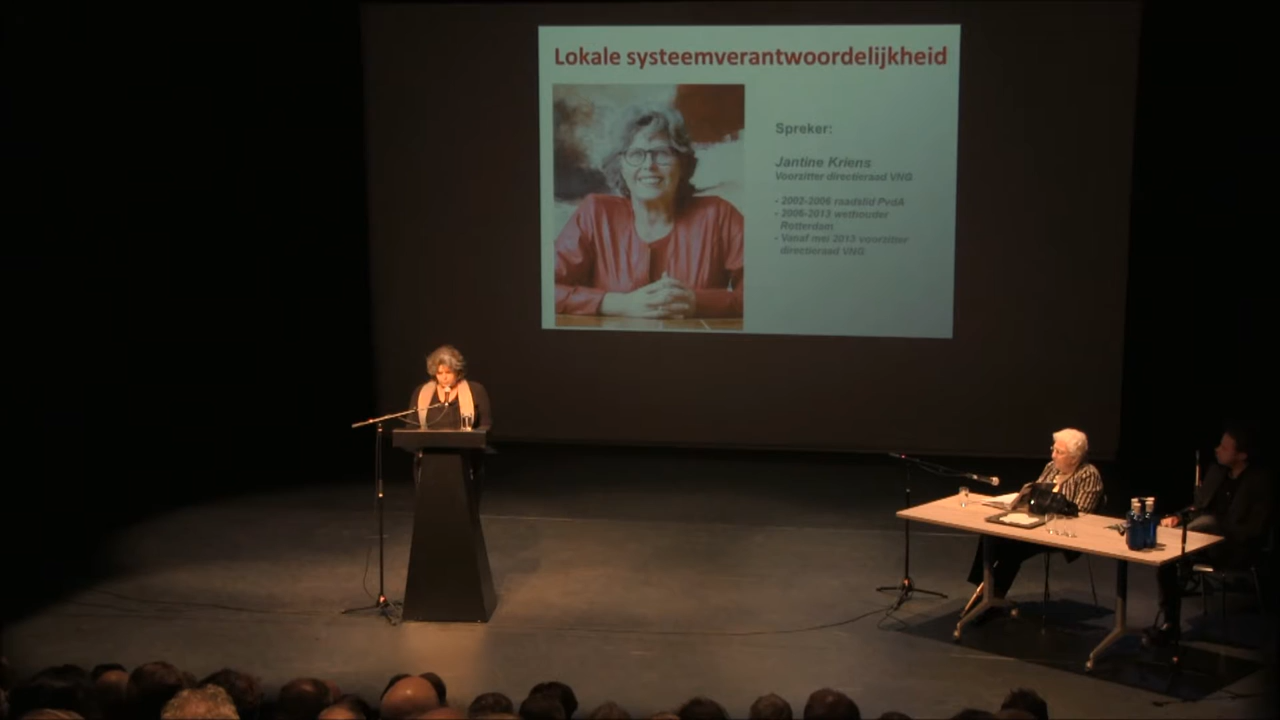 Lokale systeemverantwoordelijkheid
Spreker:
Jantine Kriens
Voorzitter directieraad VNG
- 2002-2006 raadslid PvdA
- 2006-2013 wethouder
Rotterdam
- Vanaf mei 2013 voorzitter
directieraad VNG